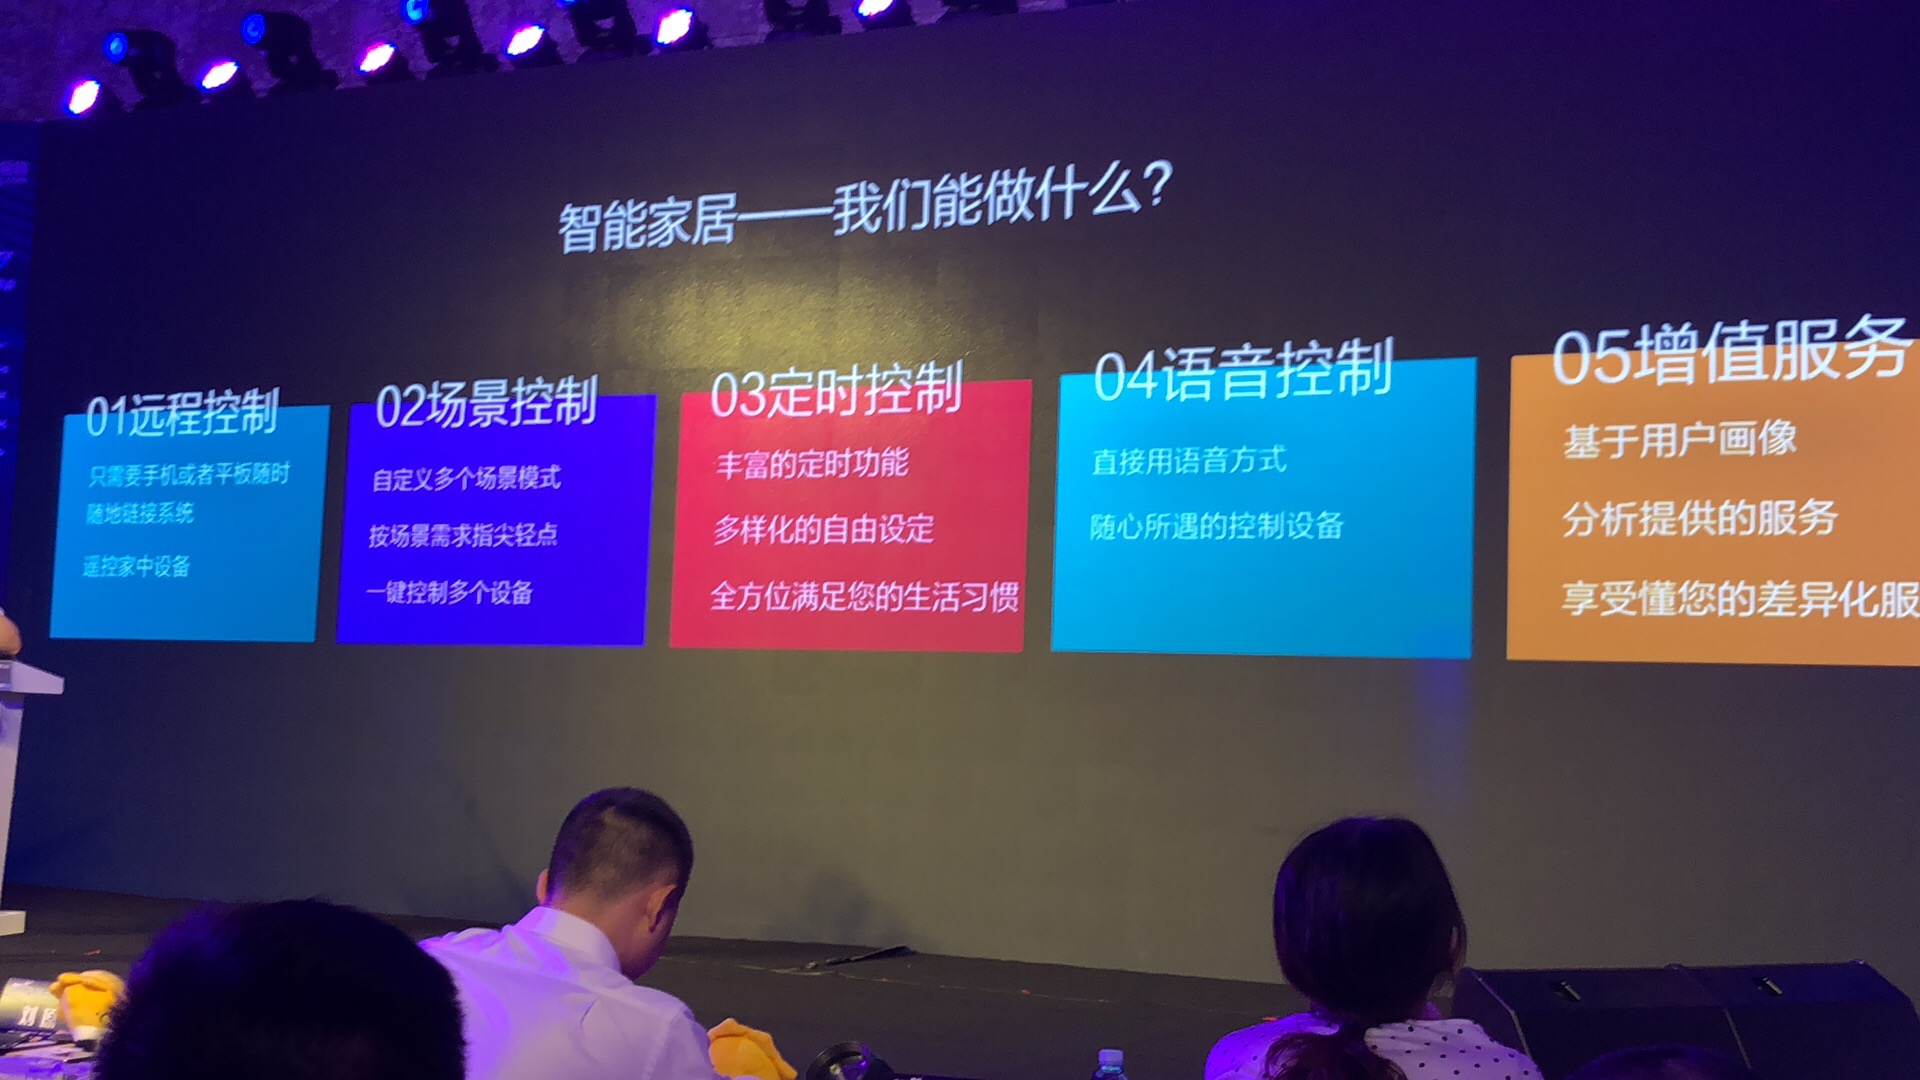 智能家居——我们能做什么?
01远程控制
只需要手机或者平板随时
随地链接系统
遥控家中设备
02场景控制
自定义多个场景模式
按场景需求指尖轻点
一键控制多个设备
03定时控制
丰富的定时功能
多样化的自由设定
全方位满足您的生活习惯
04语音控制
直接用语音方式
随心所遇的控制设备
05增值服务
基于用户画像
分析提供的服务
享受懂您的差异化服
刘